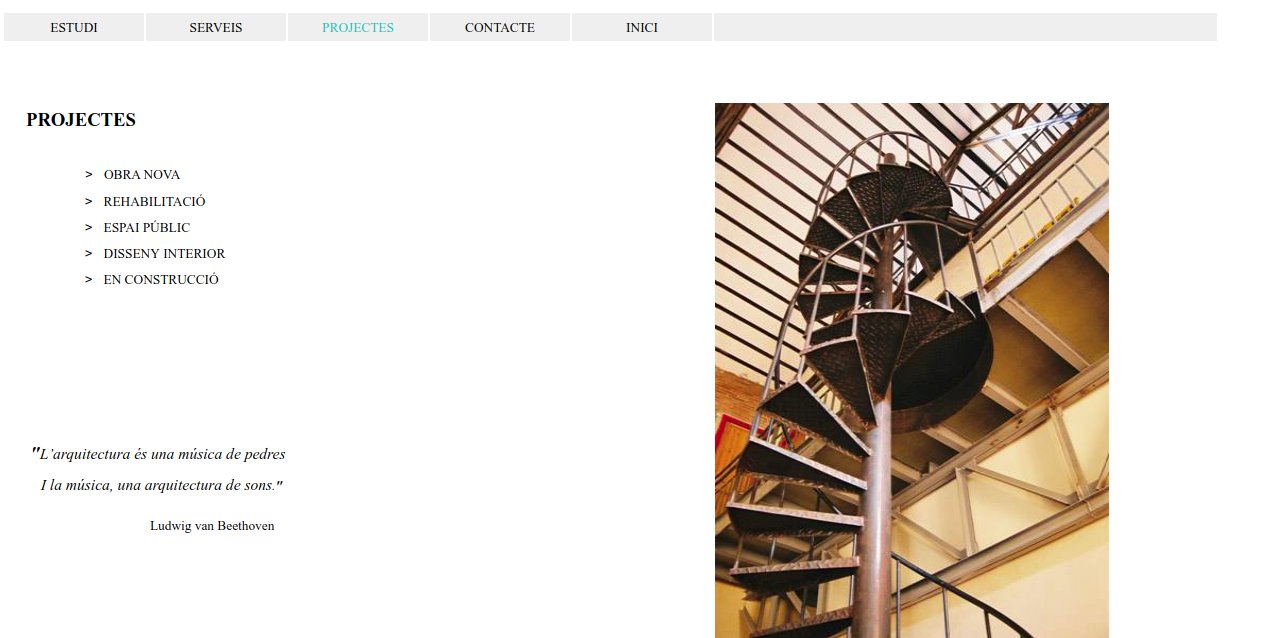 ESTUDI SERVEIS PROJECTES CONTACTE INICI
PROJECTES
> OBRA NOVA
> REHABILITACIÓ
> ESPAI PÚBLIC
> DISSENY INTERIOR
> EN CONSTRUCCIÓ
"L'arquitectura és una música de pedres
I la música, una arquitectura de sons."
Ludwig van Beethoven